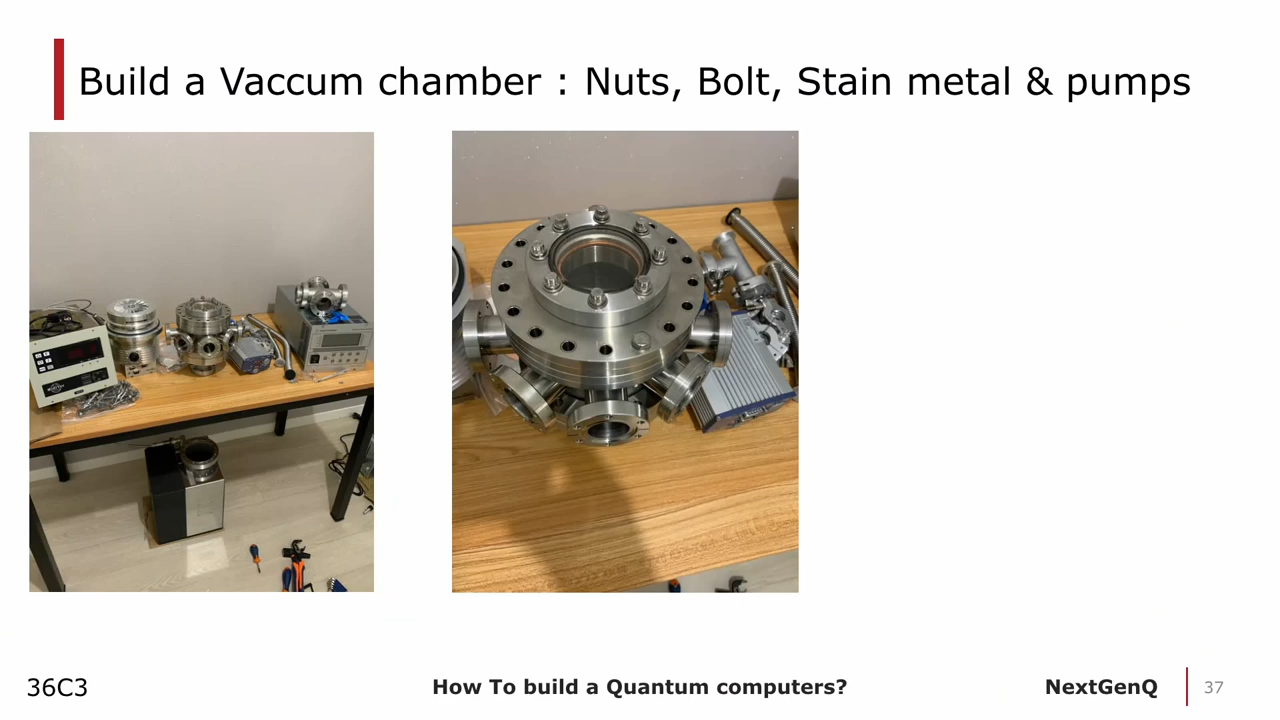 Build a Vaccum chamber : Nuts, Bolt, Stain metal & pumps
36C3
How To build a Quantum computers?
NextGenQ
37